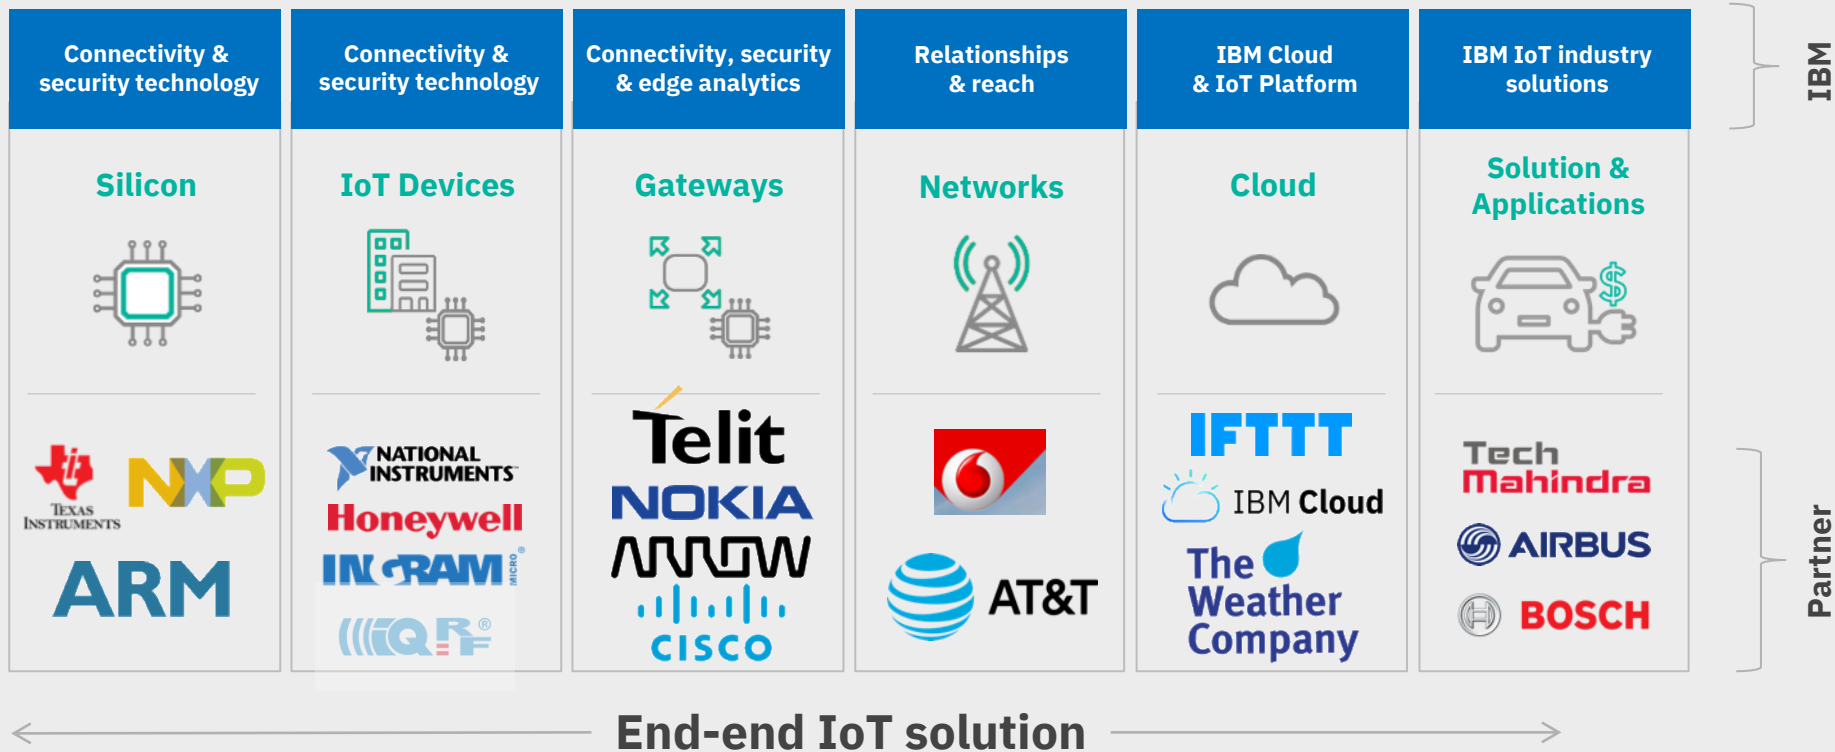 Connectivity &
security technology
Connectivity &
security technology
Connectivity, security
& edge analytics
Relationships
& reach
IBM Cloud
& IoT Platform
IBM IoT industry
solutions
IBM
Silicon
IoT Devices
Gateways
Networks
Cloud
Solution &
Applications
$
TEXAS
INSTRUMENTS
NXP
ARM
NATIONAL
INSTRUMENTS™
Honeywell
INGRAM MICRO®
IQRF®
Telit
NOKIA
ARROW
CISCO
AT&T
IFTTT
IBM Cloud
The
Weather
Company
Tech
Mahindra
AIRBUS
BOSCH
Partner
End-end IoT solution